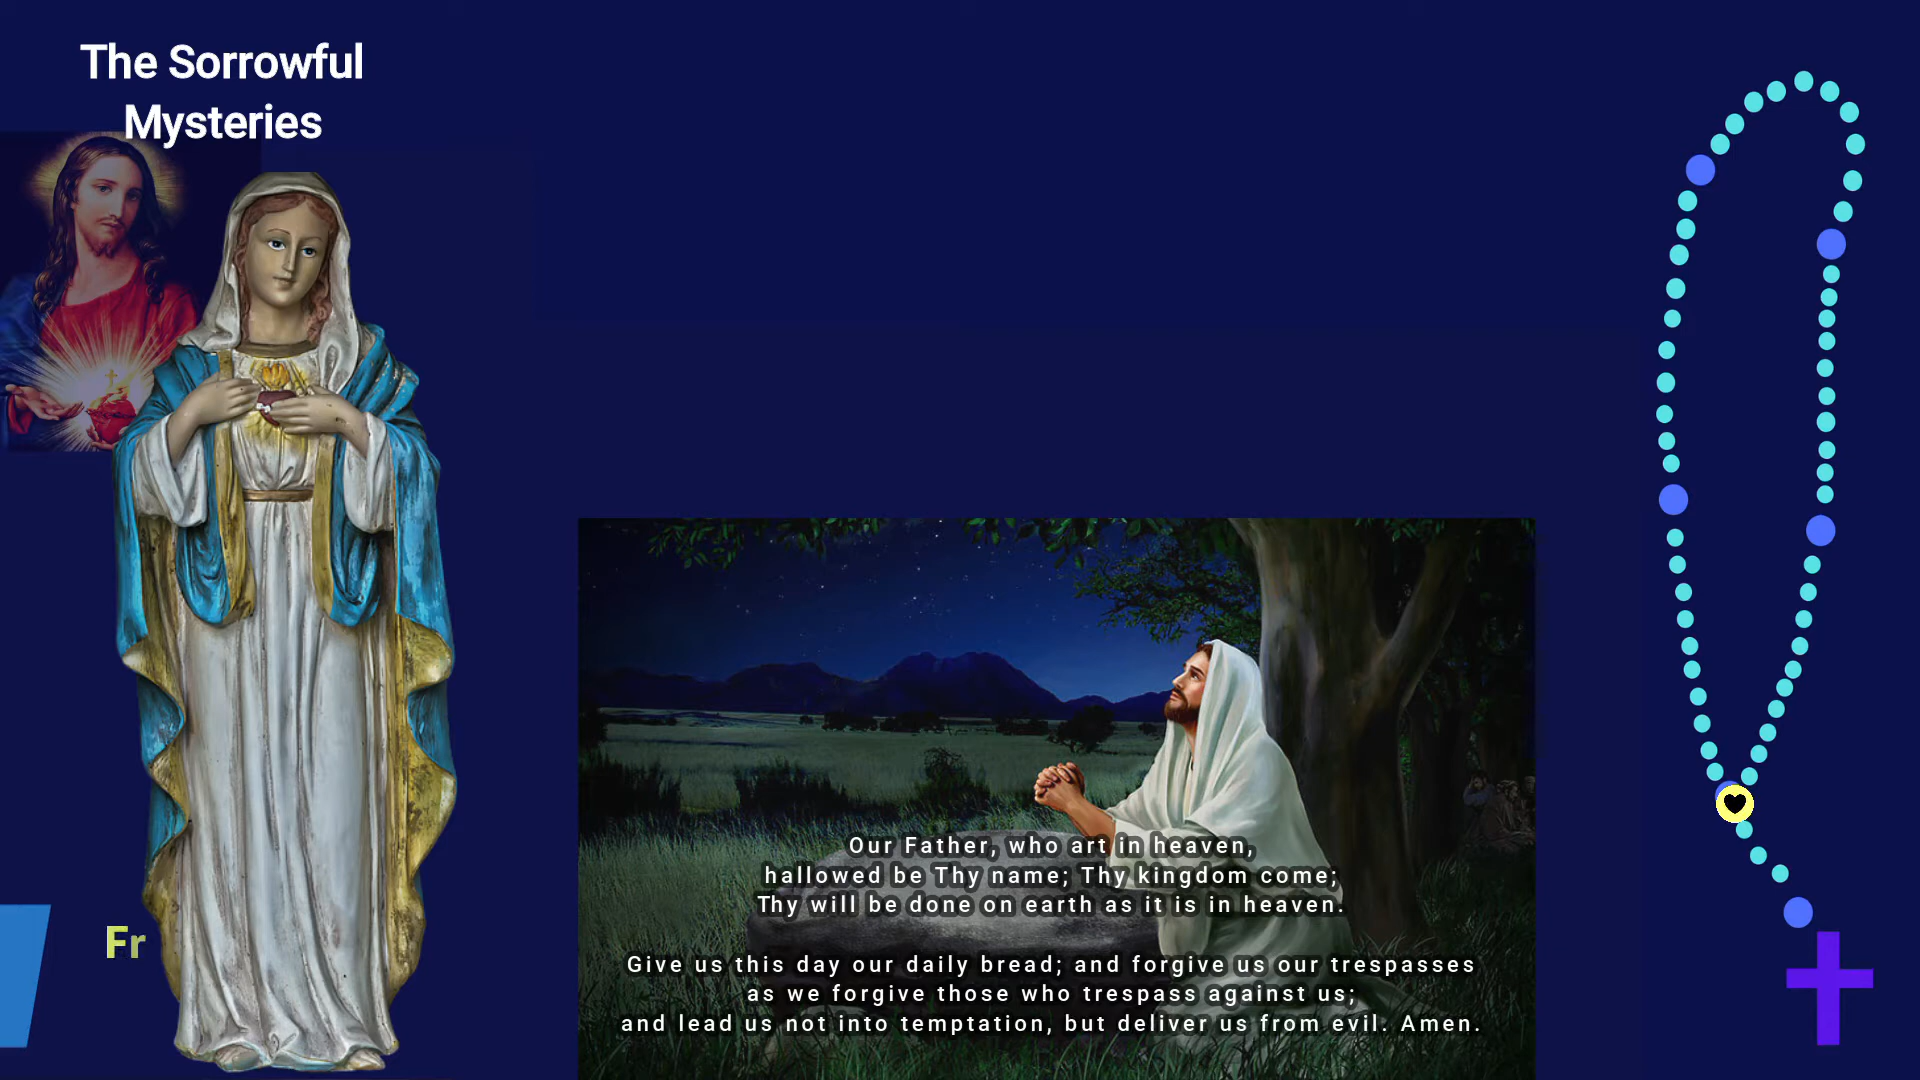 The Sorrowful
Mysteries
Our Father, who art in heaven,
hallowed be Thy name; Thy kingdom come;
Thy will be done on earth as it is in heaven.
Give us this day our daily bread; and forgive us our trespasses
as we forgive those who trespass against us;
and lead us not into temptation, but deliver us from evil. Amen.
Fr